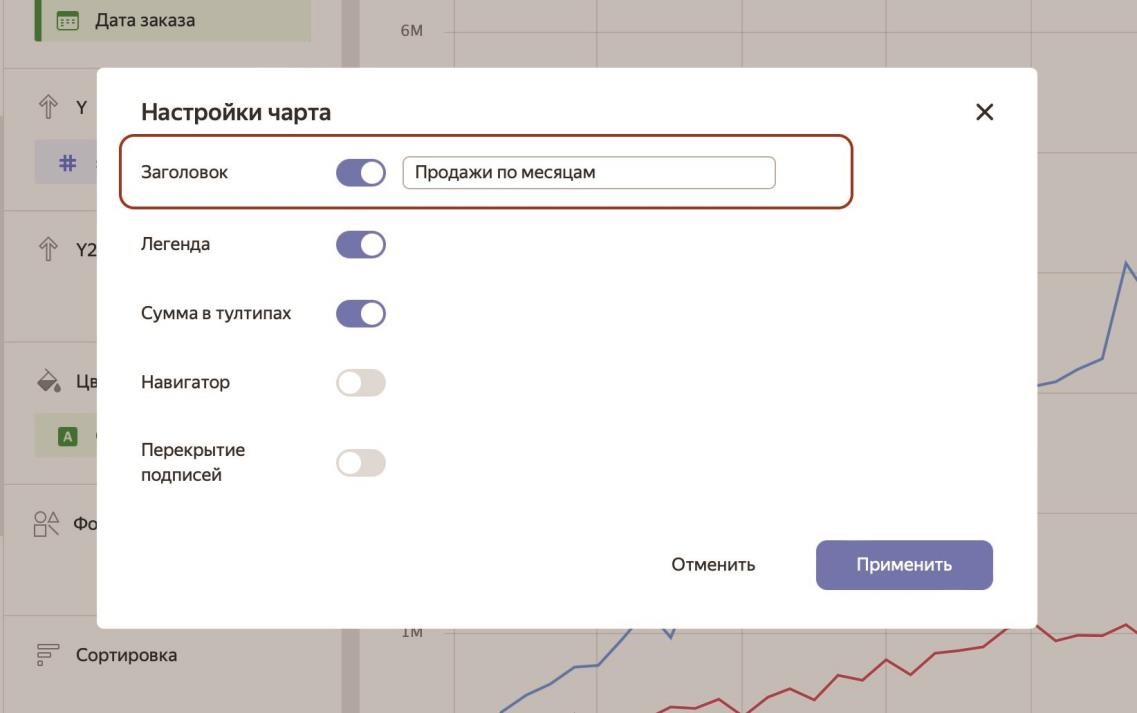 Дата заказа
6M
Настройки чарта
Y
Заголовок
Продажи по месяцам
Легенда
Y2
Сумма в тултипах
Навигатор
A
Перекрытие
подписей
Отменить
Применить
1M
Сортировка